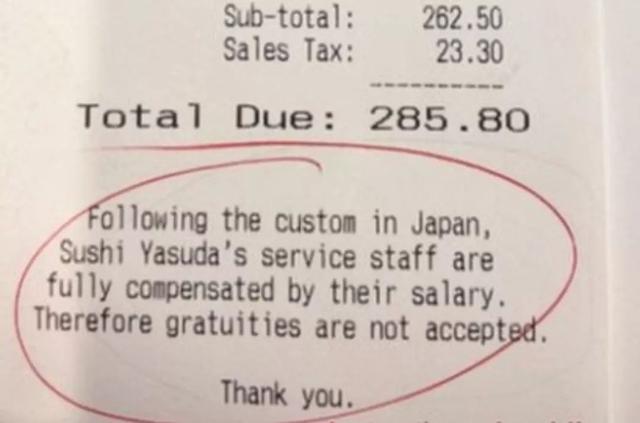 Sub-total: 262.50
Sales Tax: 23.30
----------
Total Due: 285.80
Following the custom in Japan,
Sushi Yasuda's service staff are
fully compensated by their salary.
Therefore gratuities are not accepted.
Thank you.